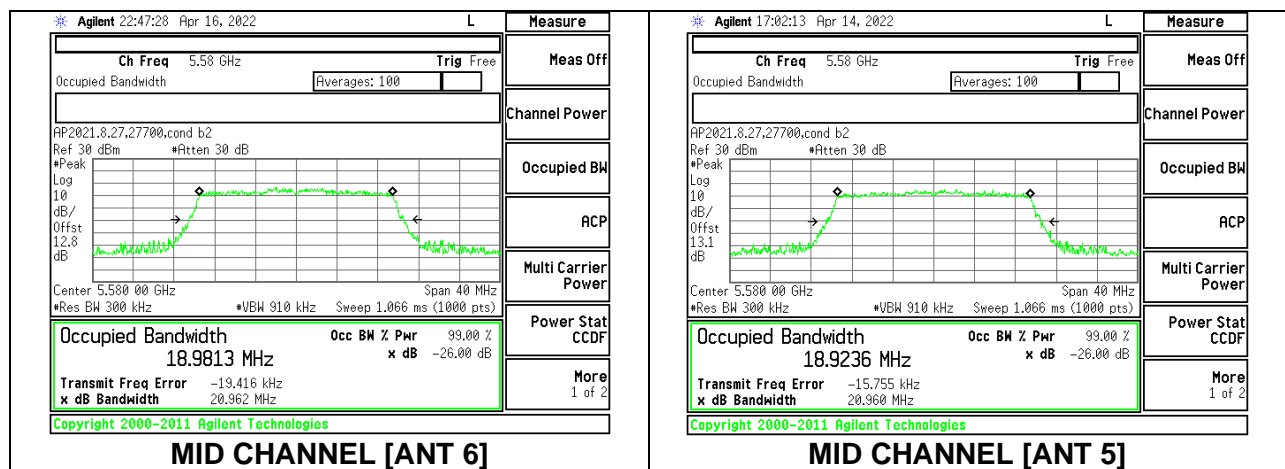 Agilent 22:47:28 Apr 16, 2022 L Measure
Ch Freq 5.58 GHz Trig Free
Occupied Bandwidth Averages: 100
AP2021.8.27,27700,cond b2
Ref 30 dBm #Atten 30 dB
#Peak
Log
10
dB/
Offst
12.8
dB
Center 5.580 00 GHz Span 40 MHz
#Res BW 300 kHz #VBW 910 kHz Sweep 1.066 ms (1000 pts)
Occupied Bandwidth Occ BW % Pwr 99.00 %
18.9813 MHz x dB -26.00 dB
Transmit Freq Error -19.416 kHz
x dB Bandwidth 20.962 MHz
Copyright 2000-2011 Agilent Technologies
Meas Off
Channel Power
Occupied BW
ACP
Multi Carrier
Power
Power Stat
CCDF
More
1 of 2
MID CHANNEL [ANT 6]
Agilent 17:02:13 Apr 14, 2022 L Measure
Ch Freq 5.58 GHz Trig Free
Occupied Bandwidth Averages: 100
AP2021.8.27,27700,cond b2
Ref 30 dBm #Atten 30 dB
#Peak
Log
10
dB/
Offst
13.1
dB
Center 5.580 00 GHz Span 40 MHz
#Res BW 300 kHz #VBW 910 kHz Sweep 1.066 ms (1000 pts)
Occupied Bandwidth Occ BW % Pwr 99.00 %
18.9236 MHz x dB -26.00 dB
Transmit Freq Error -15.755 kHz
x dB Bandwidth 20.960 MHz
Copyright 2000-2011 Agilent Technologies
Meas Off
Channel Power
Occupied BW
ACP
Multi Carrier
Power
Power Stat
CCDF
More
1 of 2
MID CHANNEL [ANT 5]